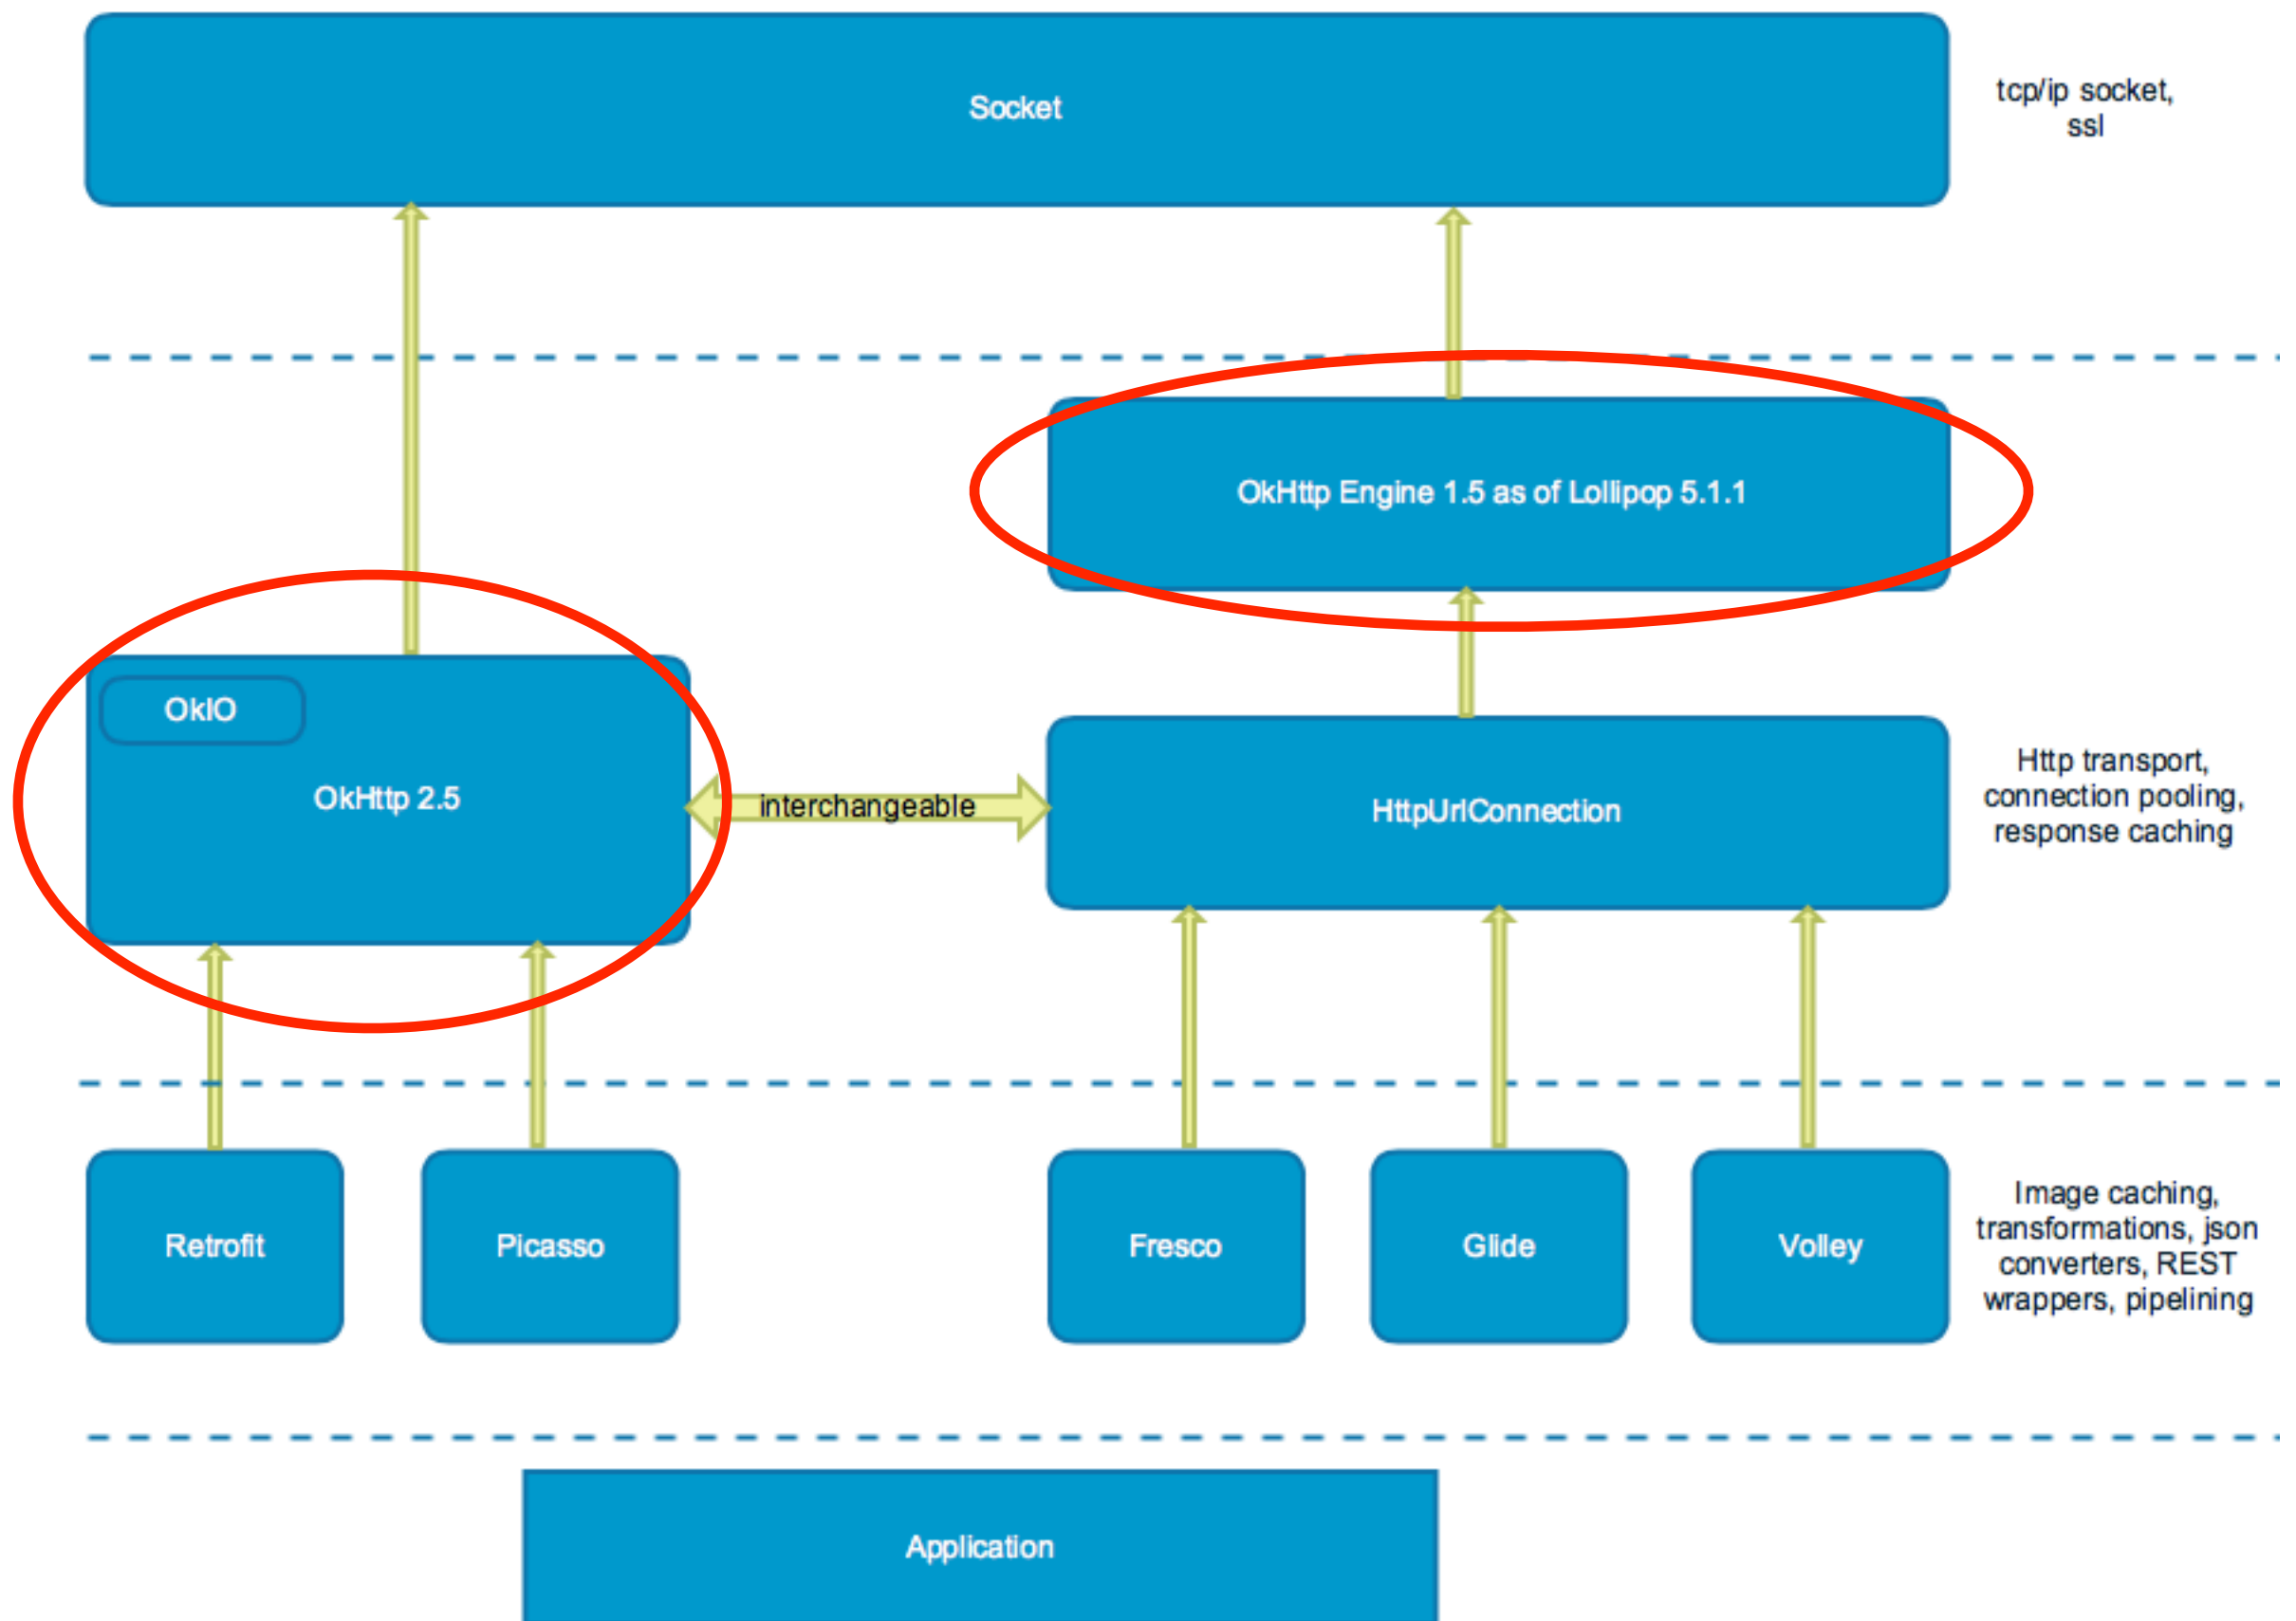 Socket
tcp/ip socket,
ssl
OkHttp Engine 1.5 as of Lollipop 5.1.1
OkIO
OkHttp 2.5
interchangeable
HttpUrlConnection
Http transport,
connection pooling,
response caching
Retrofit
Picasso
Fresco
Glide
Volley
Image caching,
transformations, json
converters, REST
wrappers, pipelining
Application